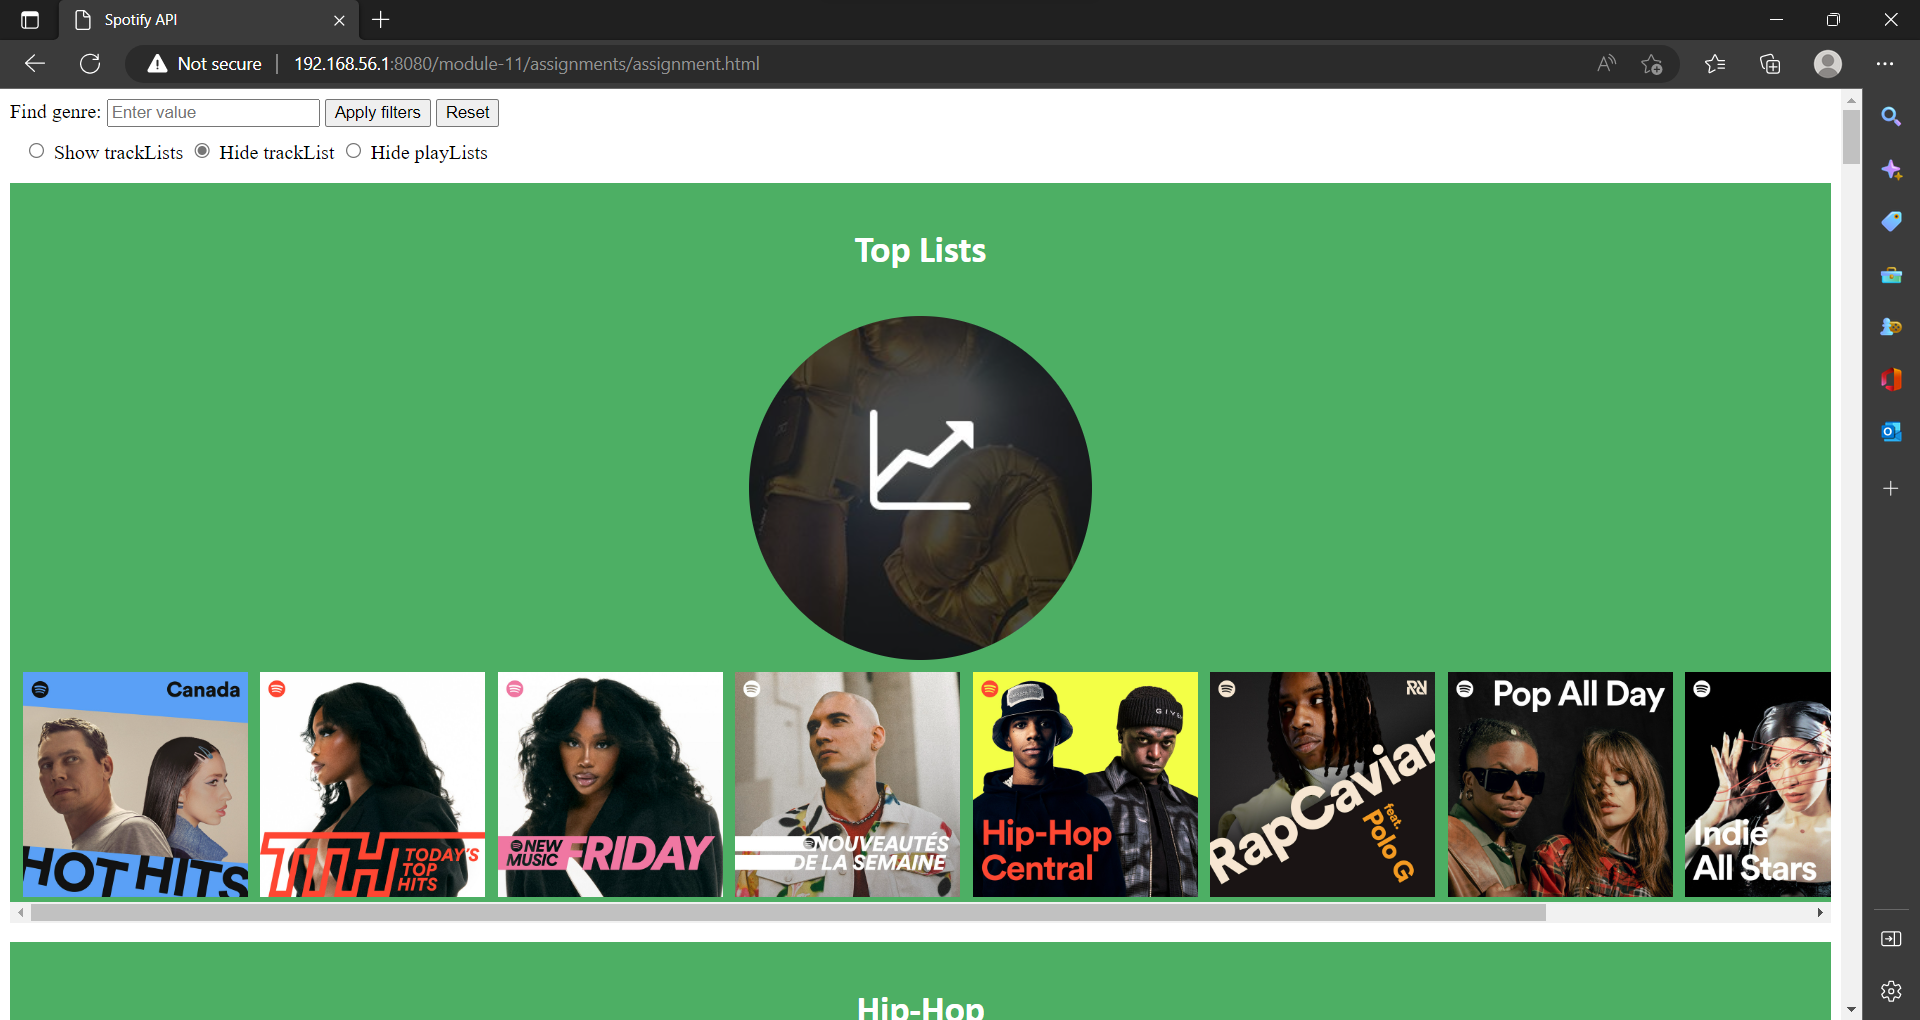 Spotify API
Not secure
192.168.56.1:8080/module-11/assignments/assignment.html
Find genre: Enter value Apply filters Reset
Show trackLists Hide trackList Hide playLists
Top Lists
Canada
HOT HITS
TTH TODAY'S TOP HITS
NEW MUSIC FRIDAY
NOUVEAUTÉS
DE LA SEMAINE
GIVE
Hip-Hop
Central
RapCaviar
feat.
Polo G
Pop All Day
Indie
All Stars
Hip-Hop